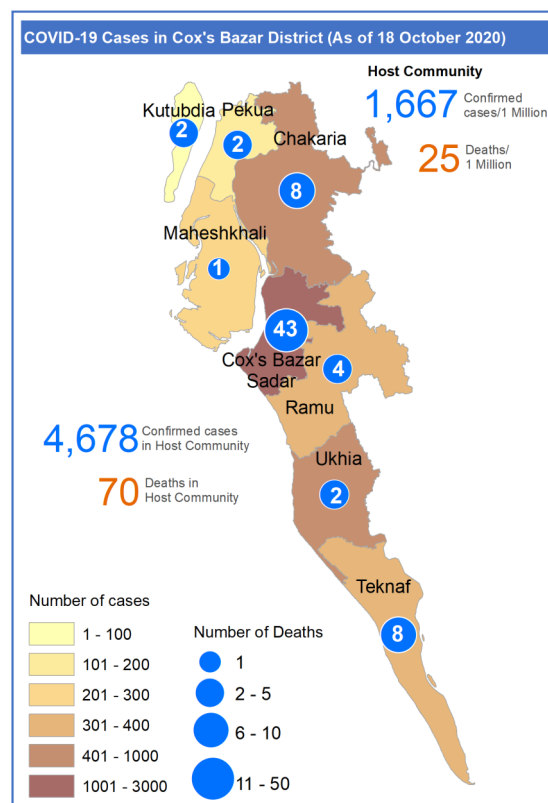 COVID-19 Cases in Cox's Bazar District (As of 18 October 2020)
Host Community
1,667 Confirmed
cases/1 Million
25 Deaths/
1 Million
Kutubdia
2
Pekua
2
Chakaria
8
Maheshkhali
1
43
Cox's Bazar
Sadar
4
Ramu
4,678 Confirmed cases
in Host Community
70 Deaths in
Host Community
Ukhia
2
Teknaf
8
Number of cases
1 - 100
101 - 200
201 - 300
301 - 400
401 - 1000
1001 - 3000
Number of Deaths
1
2 - 5
6 - 10
11 - 50